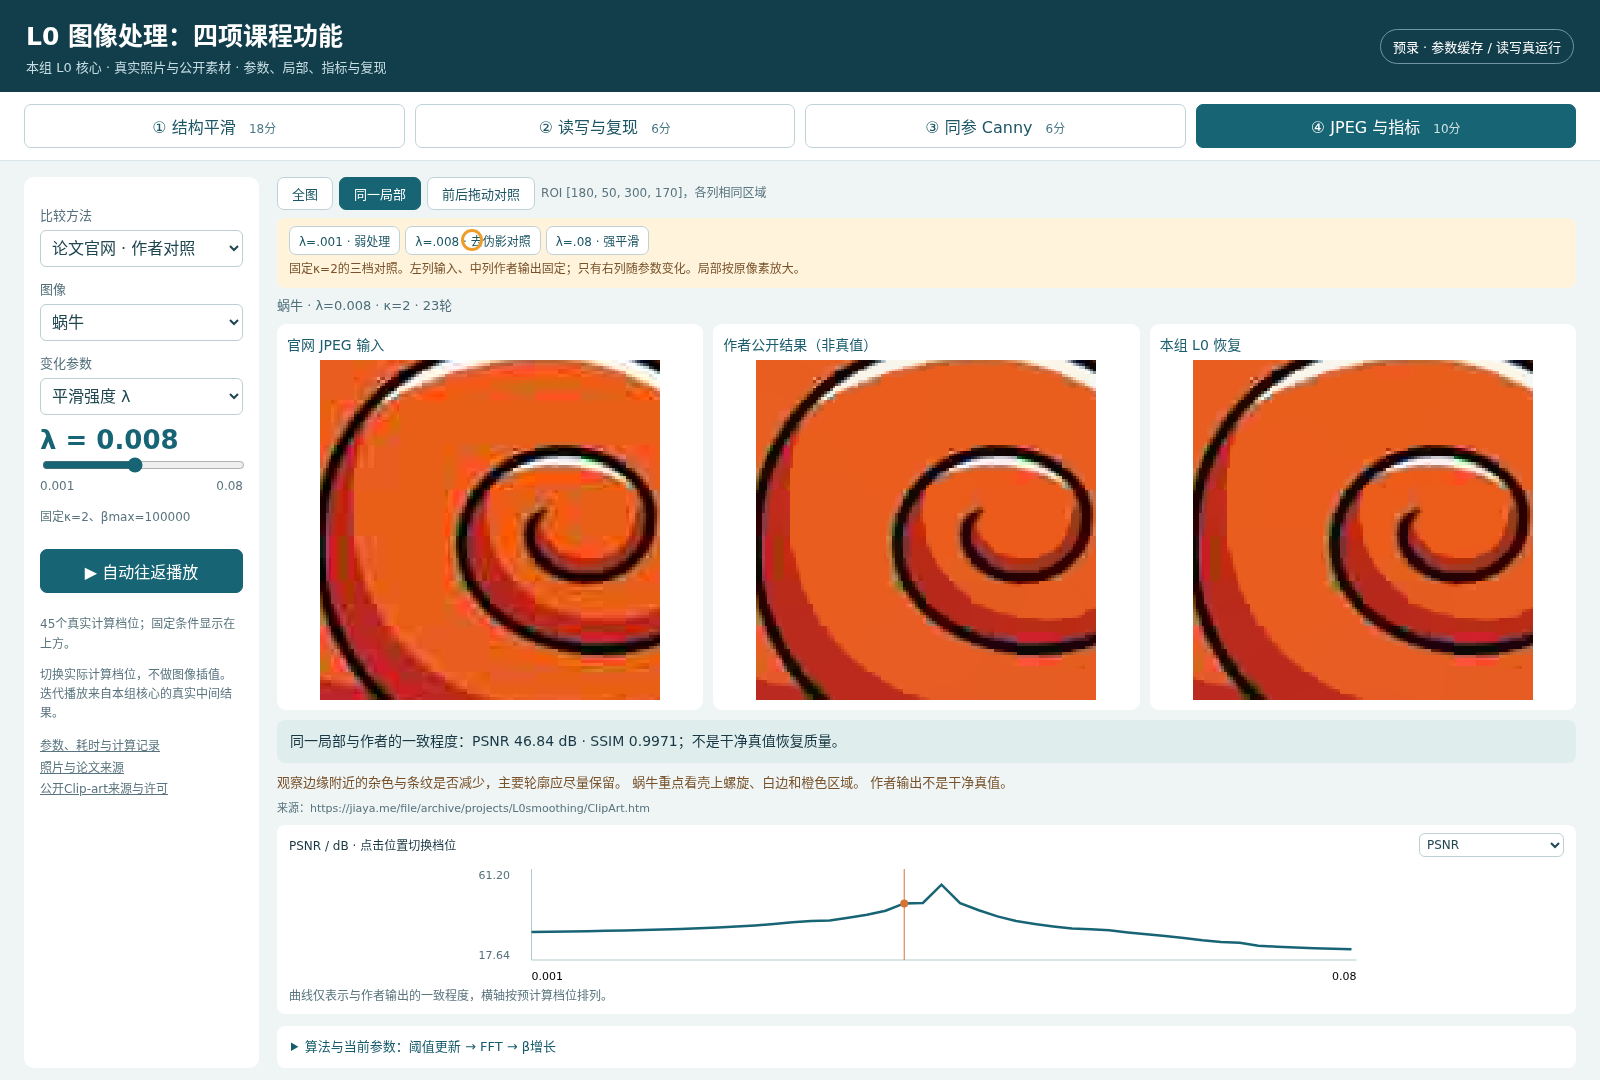 L0 图像处理：四项课程功能
本组 L0 核心 · 真实照片与公开素材 · 参数、局部、指标与复现
预录 · 参数缓存 / 读写真运行
① 结构平滑 18分
② 读写与复现 6分
③ 同参 Canny 6分
④ JPEG 与指标 10分
比较方法
论文官网 · 作者对照
图像
蜗牛
变化参数
平滑强度 λ
λ = 0.008
0.001 0.08
固定κ=2、βmax=100000
▶ 自动往返播放
45个真实计算档位；固定条件显示在
上方。
切换实际计算档位，不做图像插值。
迭代播放来自本组核心的真实中间结
果。
参数、耗时与计算记录
照片与论文来源
公开Clip-art来源与许可
全图 同一局部 前后拖动对照 ROI [180, 50, 300, 170]，各列相同区域
λ=.001 · 弱处理 λ=.008 · 去伪影对照 λ=.08 · 强平滑
固定κ=2的三档对照。左列输入、中列作者输出固定；只有右列随参数变化。局部按原像素放大。
蜗牛 · λ=0.008 · κ=2 · 23轮
官网 JPEG 输入
作者公开结果（非真值）
本组 L0 恢复
同一局部与作者的一致程度：PSNR 46.84 dB · SSIM 0.9971；不是干净真值恢复质量。
观察边缘附近的杂色与条纹是否减少，主要轮廓应尽量保留。 蜗牛重点看壳上螺旋、白边和橙色区域。 作者输出不是干净真值。
来源：https://jiaya.me/file/archive/projects/L0smoothing/ClipArt.htm
PSNR / dB · 点击位置切换档位
PSNR
61.20
17.64
0.001 0.08
曲线仅表示与作者输出的一致程度，横轴按预计算档位排列。
▶ 算法与当前参数：阈值更新 → FFT → β增长